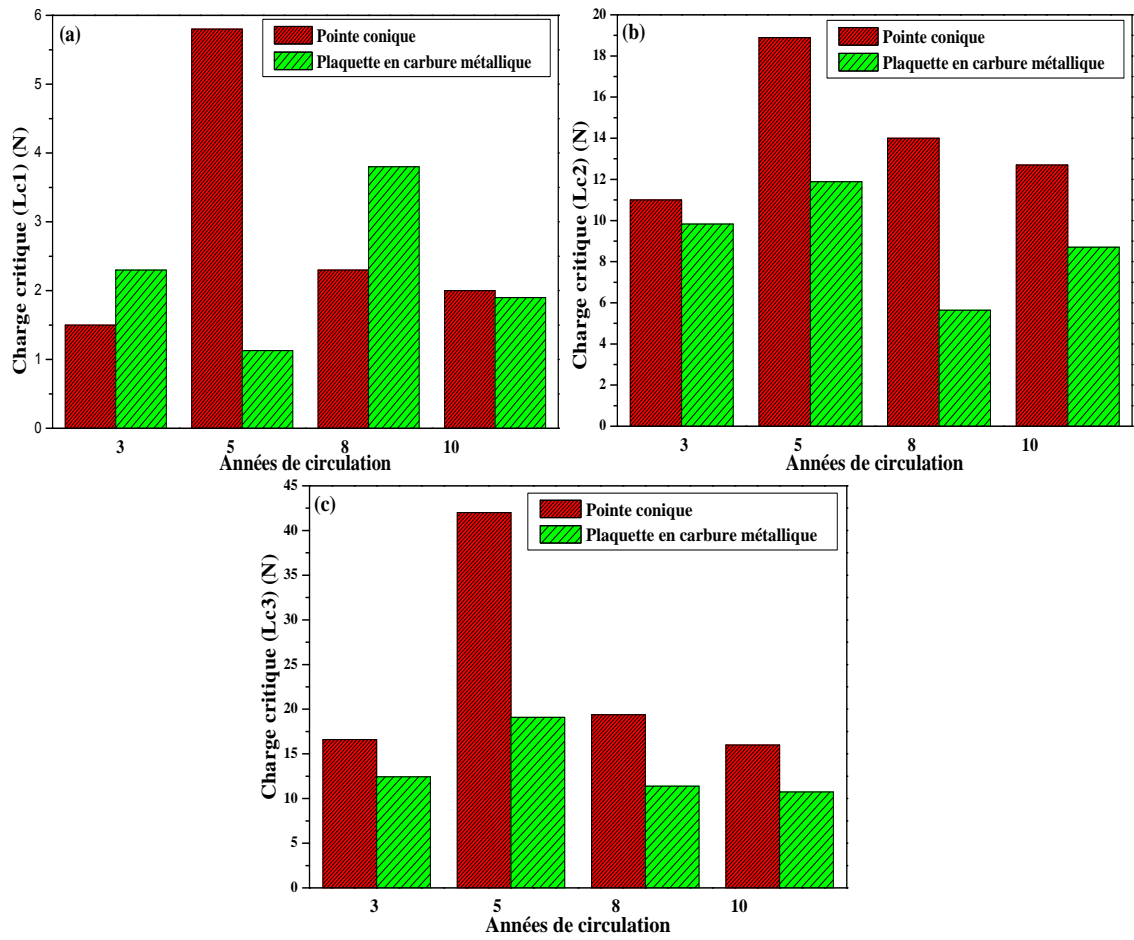 (a)
Pointe conique
Plaquette en carbure métallique
Charge critique (Lc1) (N)
6
5
4
3
2
1
0
3 5 8 10
Années de circulation
(b)
Pointe conique
Plaquette en carbure métallique
Charge critique (Lc2) (N)
20
18
16
14
12
10
8
6
4
2
0
3 5 8 10
Années de circulation
(c)
Pointe conique
Plaquette en carbure métallique
Charge critique (Lc3) (N)
45
40
35
30
25
20
15
10
5
0
3 5 8 10
Années de circulation